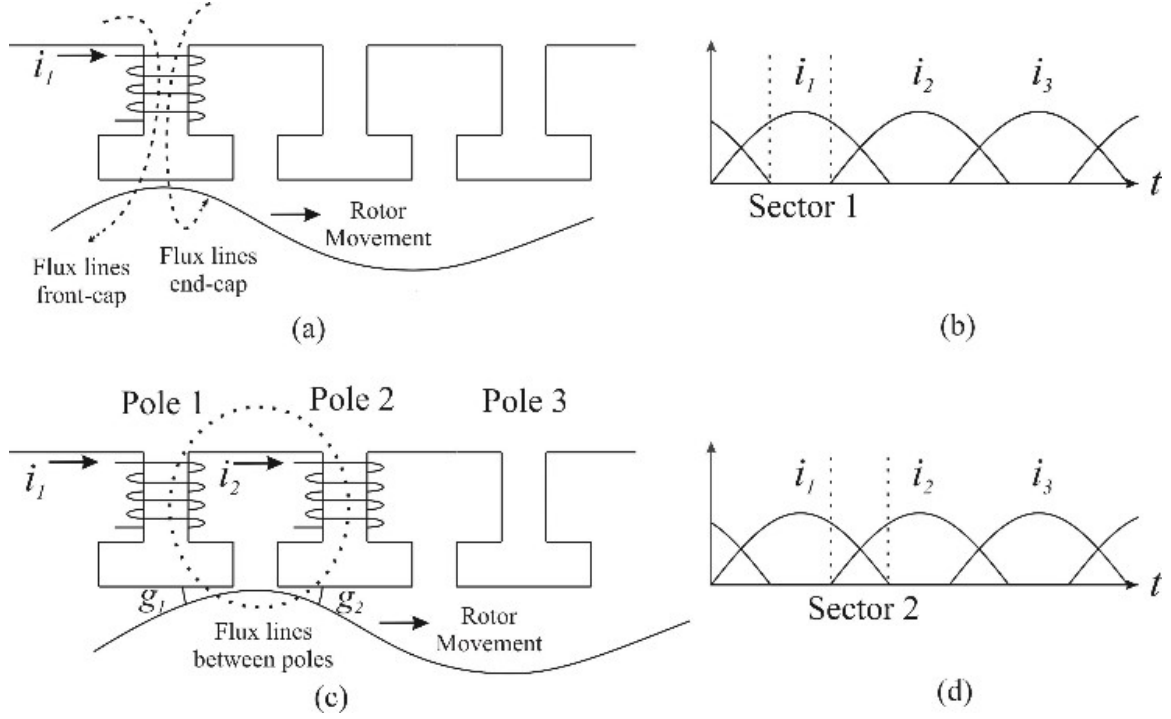 i₁
Rotor
Movement
Flux lines
front-cap
Flux lines
end-cap
(a)
i₁ i₂ i₃
t
Sector 1
(b)
Pole 1 Pole 2 Pole 3
i₁ i₂
g₁ g₂
Rotor
Movement
Flux lines
between poles
(c)
i₁ i₂ i₃
t
Sector 2
(d)